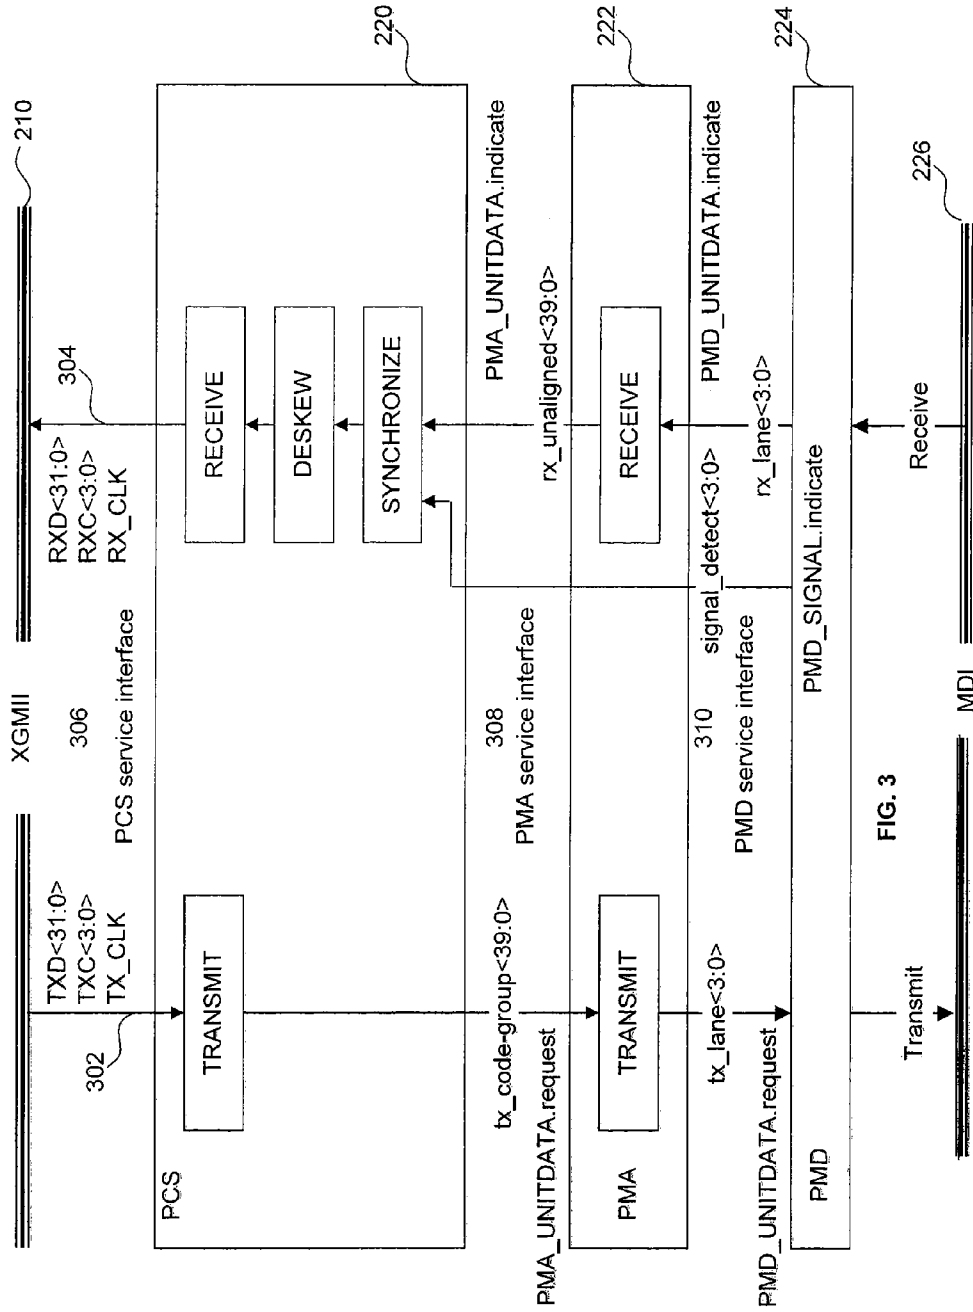 XGMII
210
TXD<31:0>
TXC<3:0>
TX_CLK
302
306
PCS service interface
RXD<31:0>
RXC<3:0>
RX_CLK
304
PCS
220
TRANSMIT
RECEIVE
DESKEW
SYNCHRONIZE
tx_code-group<39:0>
PMA_UNITDATA.request
308
PMA service interface
PMA_UNITDATA.indicate
rx_unaligned<39:0>
PMA
222
TRANSMIT
RECEIVE
tx_lane<3:0>
PMD_UNITDATA.request
310
PMD service interface
signal_detect<3:0>
PMD_UNITDATA.indicate
rx_lane<3:0>
PMD
224
PMD_SIGNAL.indicate
Transmit
Receive
FIG. 3
MDI
226